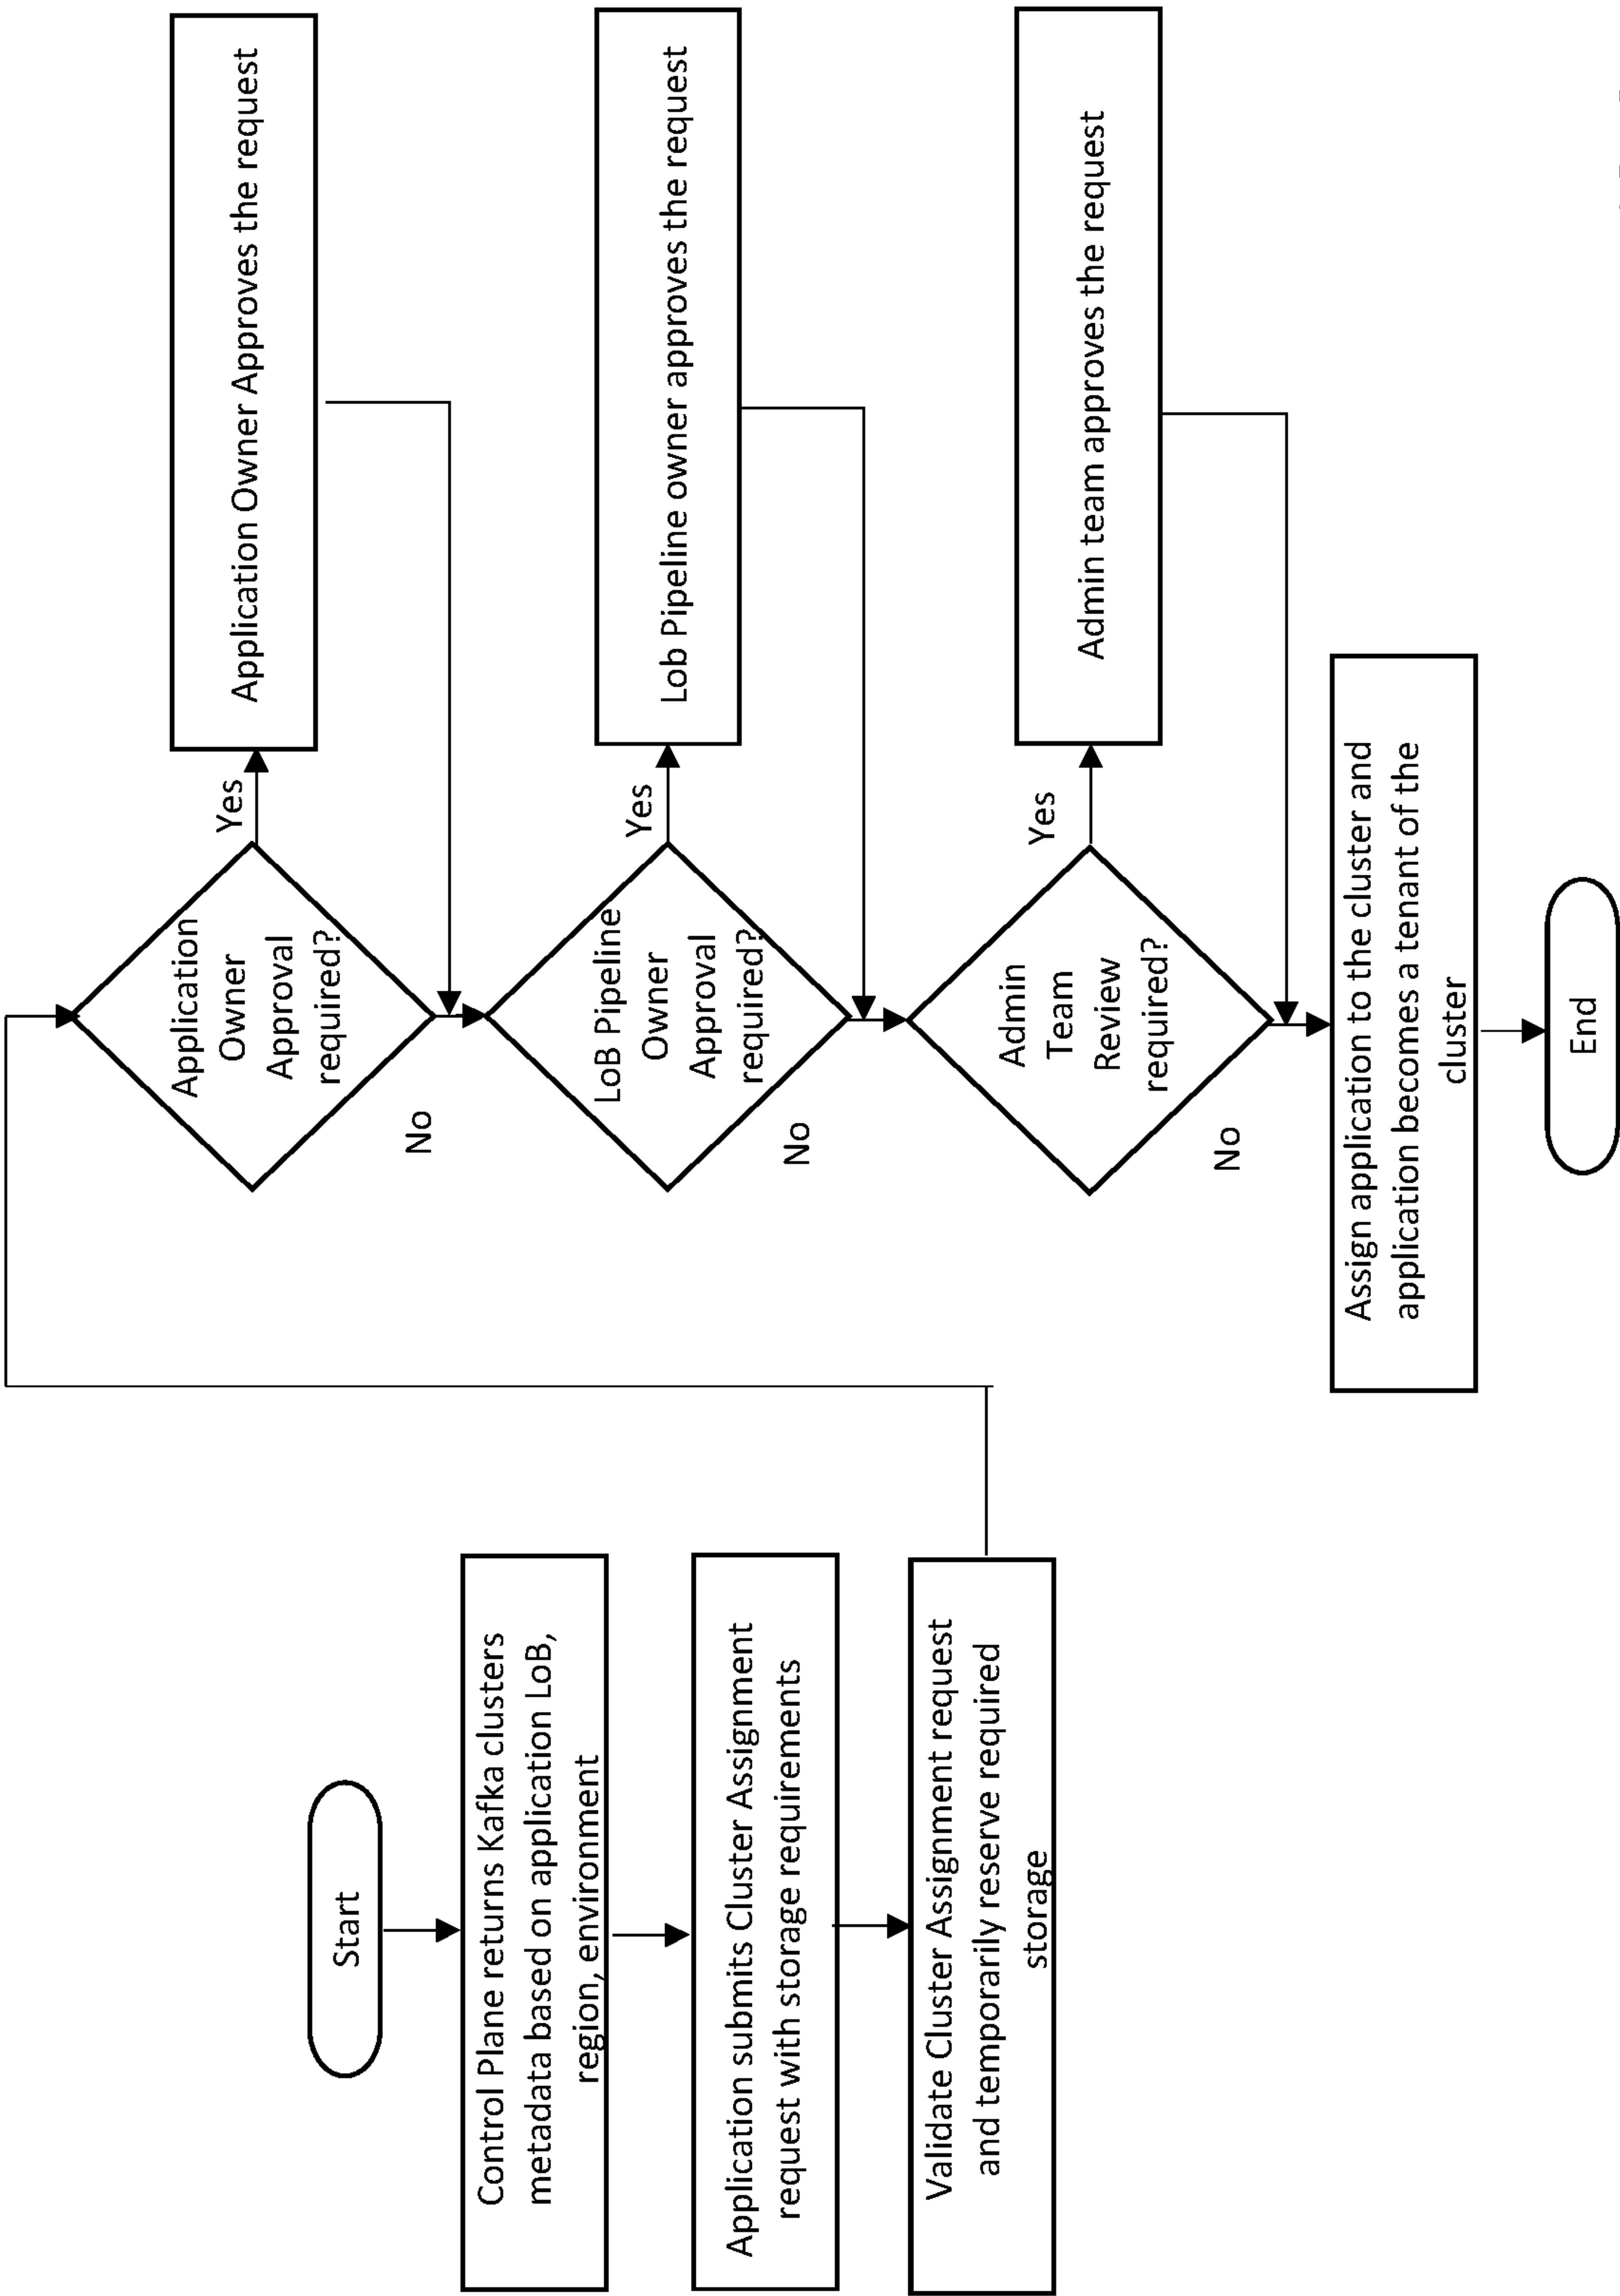 Start
Control Plane returns Kafka clusters
metadata based on application LoB,
region, environment
Application submits Cluster Assignment
request with storage requirements
Validate Cluster Assignment request
and temporarily reserve required
storage
Application
Owner
Approval
required?
Yes
Application Owner Approves the request
No
LoB Pipeline
Owner
Approval
required?
Yes
Lob Pipeline owner approves the request
No
Admin
Team
Review
required?
Yes
Admin team approves the request
No
Assign application to the cluster and
application becomes a tenant of the
cluster
End